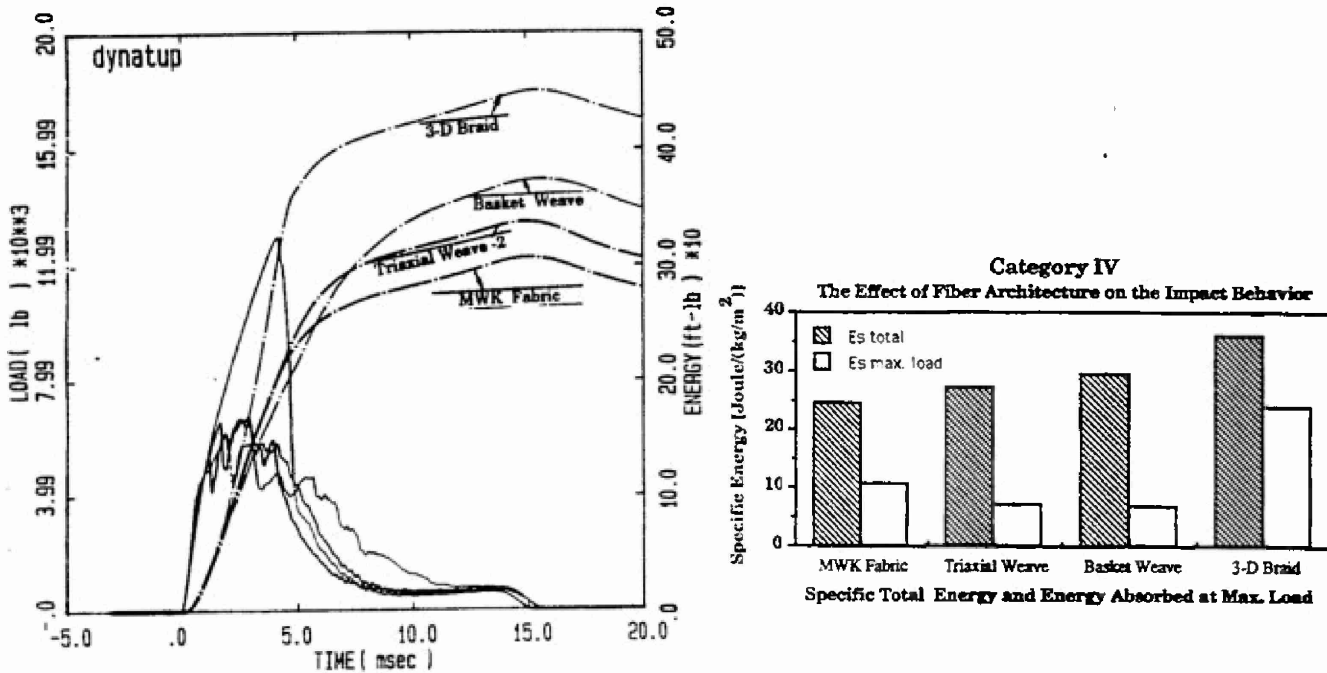 dynatup
20.0
15.99
11.99
7.99
3.99
.0
LOAD( lb ) *10**3
-5.0
.0
5.0
10.0
15.0
20.0
TIME( msec )
50.0
40.0
30.0
20.0
10.0
.0
ENERGY(ft-lb ) *10
3-D Braid
Basket Weave
Triaxial Weave -2
MWK Fabric
Category IV
The Effect of Fiber Architecture on the Impact Behavior
Specific Energy [Joule/(kg/m²)]
40
30
20
10
0
Es total
Es max. load
MWK Fabric
Triaxial Weave
Basket Weave
3-D Braid
Specific Total Energy and Energy Absorbed at Max. Load